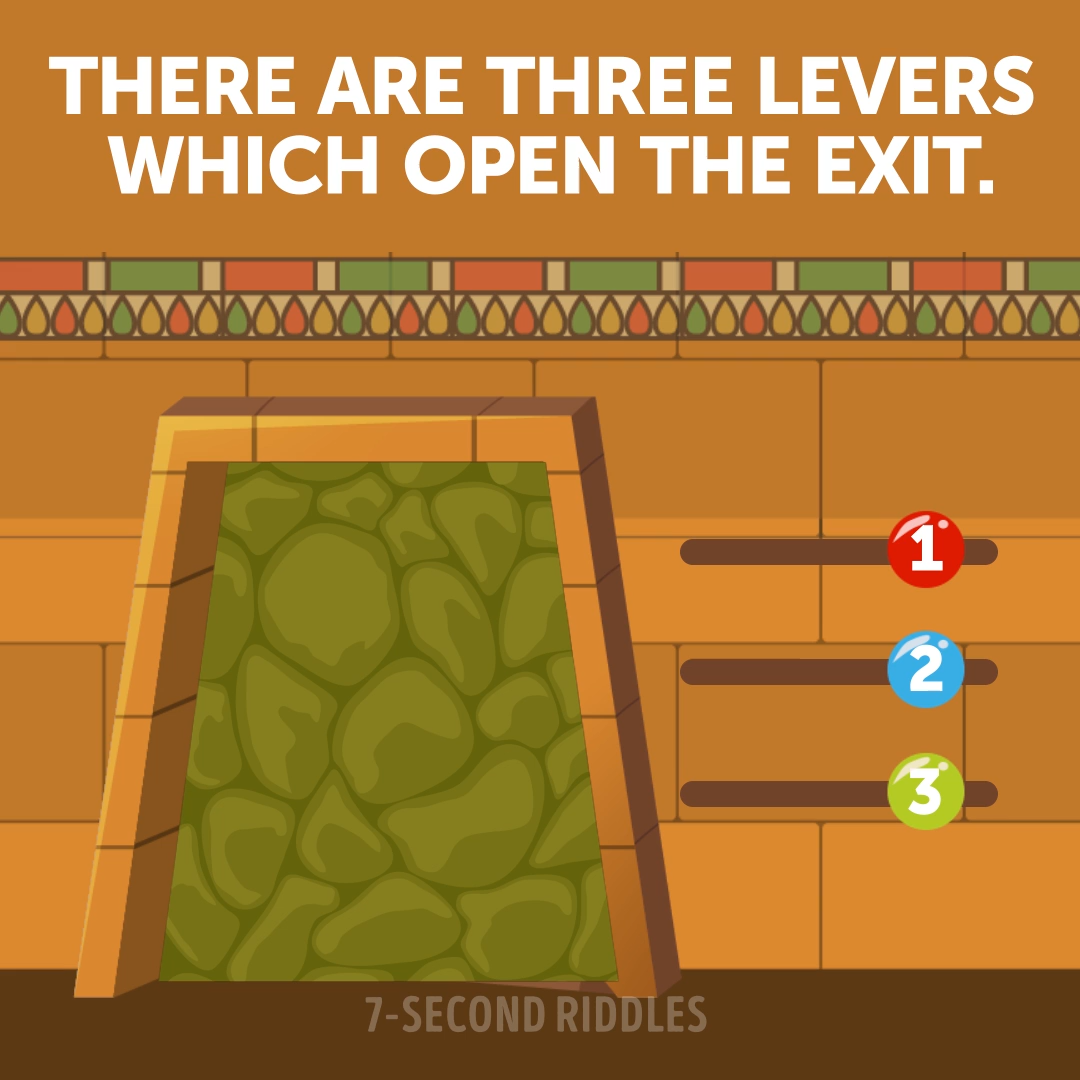 THERE ARE THREE LEVERS
WHICH OPEN THE EXIT.
1
2
3
7-SECOND RIDDLES